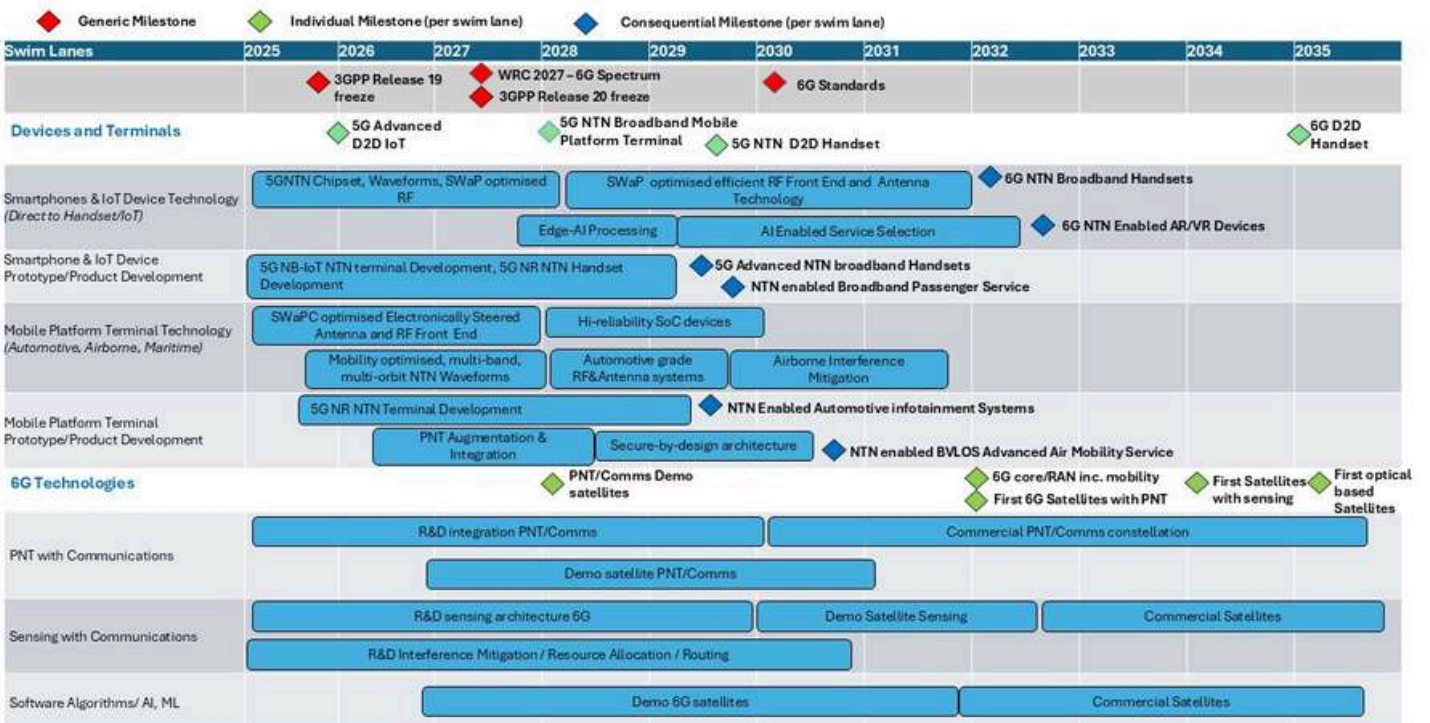 Generic Milestone
Individual Milestone (per swim lane)
Consequential Milestone (per swim lane)
Swim Lanes
2025
2026
2027
2028
2029
2030
2031
2032
2033
2034
2035
3GPP Release 19
freeze
WRC 2027 – 6G Spectrum
3GPP Release 20 freeze
6G Standards
Devices and Terminals
5G Advanced
D2D IoT
5G NTN Broadband Mobile
Platform Terminal
5G NTN D2D Handset
6G D2D
Handset
Smartphones & IoT Device Technology
(Direct to Handset/IoT)
5GNTN Chipset, Waveforms, SWaP optimised
RF
SWaP optimised efficient RF Front End and Antenna
Technology
6G NTN Broadband Handsets
Edge-AI Processing
AI Enabled Service Selection
6G NTN Enabled AR/VR Devices
Smartphone & IoT Device
Prototype/Product Development
5G NB-IoT NTN terminal Development, 5G NR NTN Handset
Development
5G Advanced NTN broadband Handsets
NTN enabled Broadband Passenger Service
Mobile Platform Terminal Technology
(Automotive, Airborne, Maritime)
SWaPC optimised Electronically Steered
Antenna and RF Front End
Hi-reliability SoC devices
Mobility optimised, multi-band,
multi-orbit NTN Waveforms
Automotive grade
RF&Antenna systems
Airborne Interference
Mitigation
Mobile Platform Terminal
Prototype/Product Development
5G NR NTN Terminal Development
NTN Enabled Automotive infotainment Systems
PNT Augmentation &
Integration
Secure-by-design architecture
NTN enabled BVLOS Advanced Air Mobility Service
6G Technologies
PNT/Comms Demo
satellites
6G core/RAN inc. mobility
First 6G Satellites with PNT
First Satellites
with sensing
First optical
based
Satellites
PNT with Communications
R&D integration PNT/Comms
Commercial PNT/Comms constellation
Demo satellite PNT/Comms
Sensing with Communications
R&D sensing architecture 6G
Demo Satellite Sensing
Commercial Satellites
R&D Interference Mitigation / Resource Allocation / Routing
Software Algorithms/ AI, ML
Demo 6G satellites
Commercial Satellites